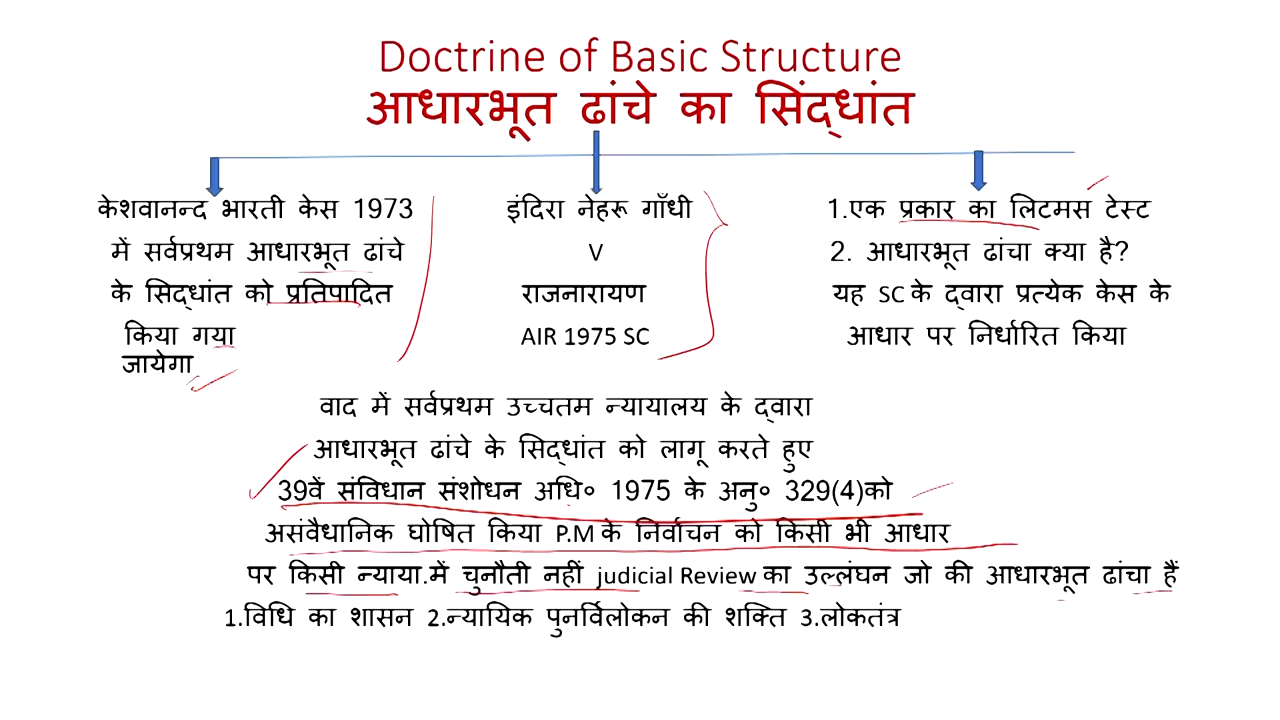 Doctrine of Basic Structure
आधारभूत ढांचे का सिंद्धांत
केशवानन्द भारती केस 1973
में सर्वप्रथम आधारभूत ढांचे
के सिद्धांत को प्रतिपादित
किया गया
जायेगा
इंदिरा नेहरू गाँधी
V
राजनारायण
AIR 1975 SC
1.एक प्रकार का लिटमस टेस्ट
2. आधारभूत ढांचा क्या है?
यह SC के द्वारा प्रत्येक केस के
आधार पर निर्धारित किया
वाद में सर्वप्रथम उच्चतम न्यायालय के द्वारा
आधारभूत ढांचे के सिद्धांत को लागू करते हुए
39वें संविधान संशोधन अधि० 1975 के अनु० 329(4)को
असंवैधानिक घोषित किया P.M के निर्वाचन को किसी भी आधार
पर किसी न्याया.में चुनौती नहीं judicial Review का उल्लंघन जो की आधारभूत ढांचा हैं
1.विधि का शासन 2.न्यायिक पुनर्विलोकन की शक्ति 3.लोकतंत्र